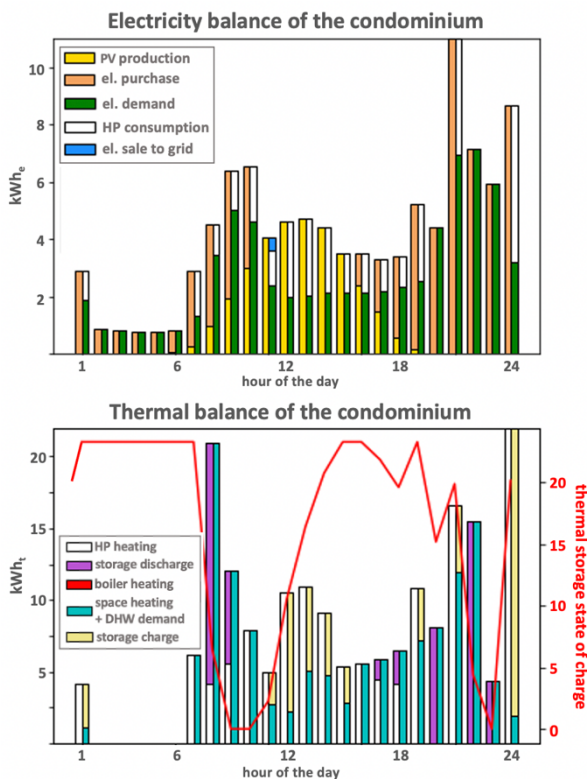 Electricity balance of the condominium
PV production
el. purchase
el. demand
HP consumption
el. sale to grid
kWhe
10
8
6
4
2
1
6
12
18
24
hour of the day
Thermal balance of the condominium
HP heating
storage discharge
boiler heating
space heating
+ DHW demand
storage charge
kWht
20
15
10
5
1
6
12
18
24
hour of the day
20
15
10
5
0
thermal storage state of charge